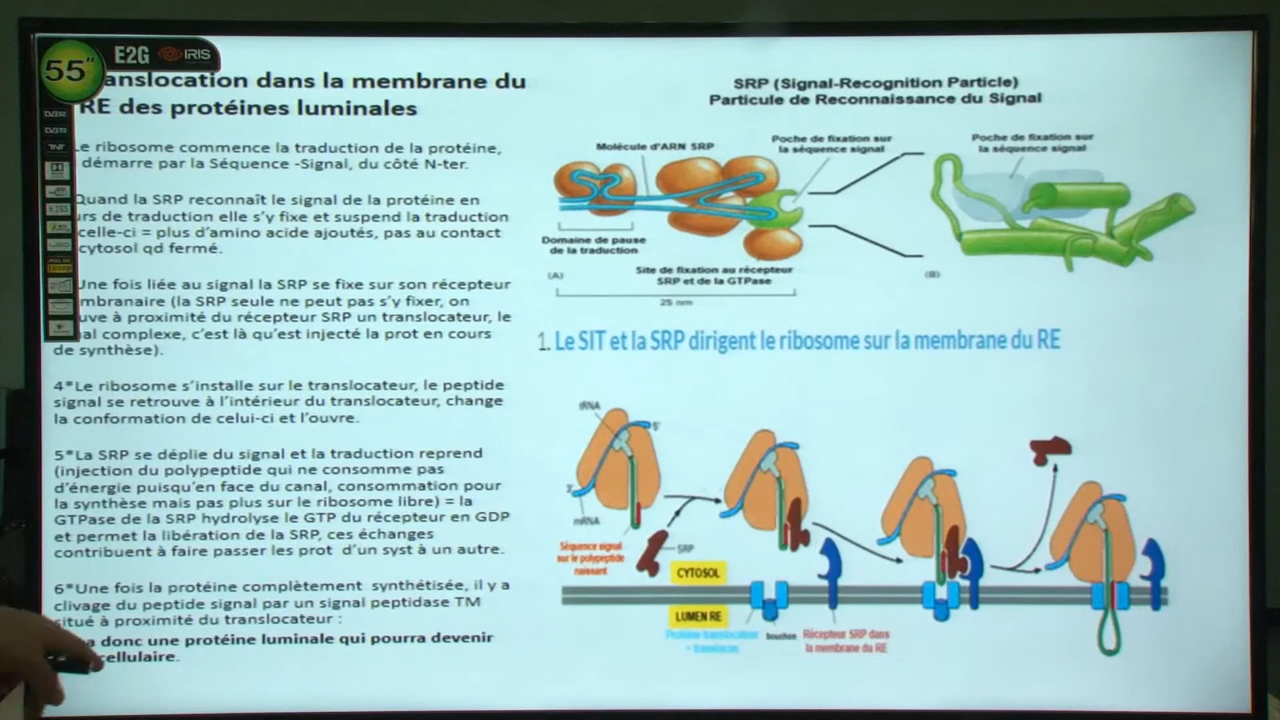 55"
E2G IRIS
anslocation dans la membrane du
RE des protéines luminales
e ribosome commence la traduction de la protéine,
démarre par la Séquence -Signal, du côté N-ter.
Quand la SRP reconnaît le signal de la protéine en
urs de traduction elle s’y fixe et suspend la traduction
celle-ci = plus d’amino acide ajoutés, pas au contact
cytosol qd fermé.
Une fois liée au signal la SRP se fixe sur son récepteur
mbranaire (la SRP seule ne peut pas s’y fixer, on
uve à proximité du récepteur SRP un translocateur, le
al complexe, c’est là qu’est injecté la prot en cours
de synthèse).
4*Le ribosome s’installe sur le translocateur, le peptide
signal se retrouve à l’intérieur du translocateur, change
la conformation de celui-ci et l’ouvre.
5*La SRP se déplie du signal et la traduction reprend
(injection du polypeptide qui ne consomme pas
d’énergie puisqu’en face du canal, consommation pour
la synthèse mais pas plus sur le ribosome libre) = la
GTPase de la SRP hydrolyse le GTP du récepteur en GDP
et permet la libération de la SRP, ces échanges
contribuent à faire passer les prot d’un syst à un autre.
6*Une fois la protéine complètement synthétisée, il y a
clivage du peptide signal par un signal peptidase TM
situé à proximité du translocateur :
a donc une protéine luminale qui pourra devenir
cellulaire.
SRP (Signal-Recognition Particle)
Particule de Reconnaissance du Signal
Molécule d'ARN SRP
Poche de fixation sur
la séquence signal
Poche de fixation sur
la séquence signal
Domaine de pause
de la traduction
Site de fixation au récepteur
SRP et de la GTPase
(A)
(B)
25 nm
1. Le SIT et la SRP dirigent le ribosome sur la membrane du RE
tRNA
5'
3'
mRNA
Séquence signal
sur le polypeptide
naissant
SRP
CYTOSOL
LUMEN RE
Protéine translocateur
= translocon
bouchon
Récepteur SRP dans
la membrane du RE